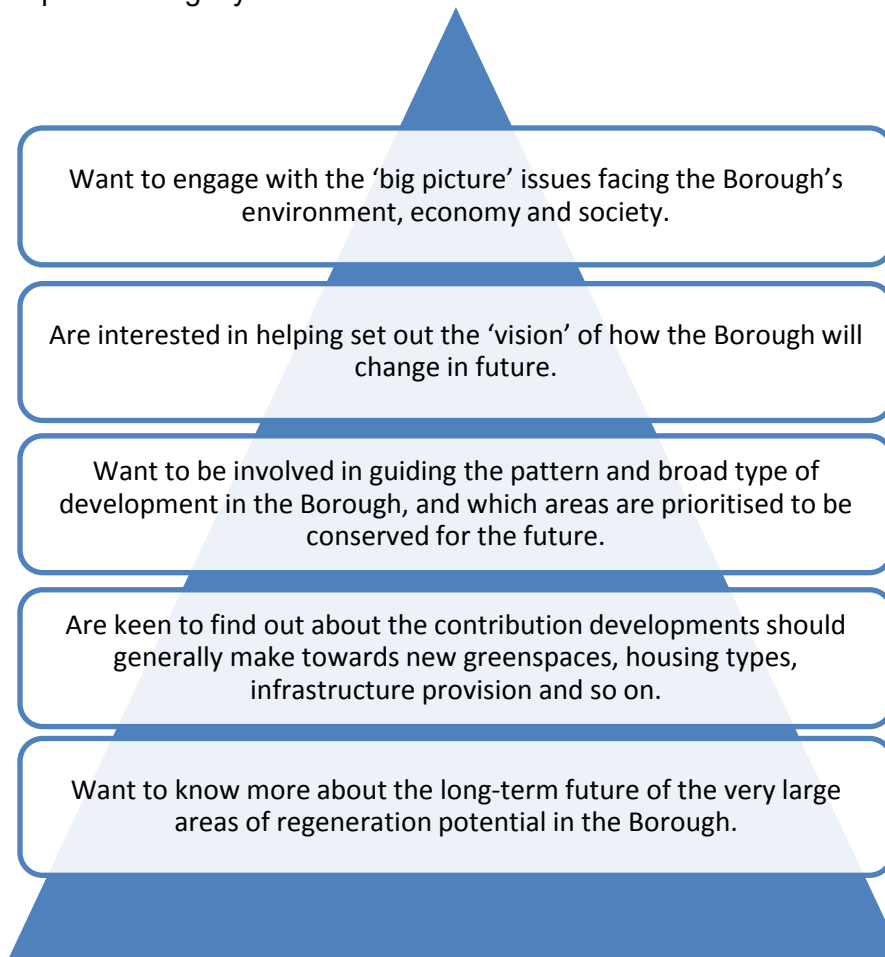 Want to engage with the ‘big picture’ issues facing the Borough’s
environment, economy and society.
Are interested in helping set out the ‘vision’ of how the Borough will
change in future.
Want to be involved in guiding the pattern and broad type of
development in the Borough, and which areas are prioritised to be
conserved for the future.
Are keen to find out about the contribution developments should
generally make towards new greenspaces, housing types,
infrastructure provision and so on.
Want to know more about the long-term future of the very large
areas of regeneration potential in the Borough.